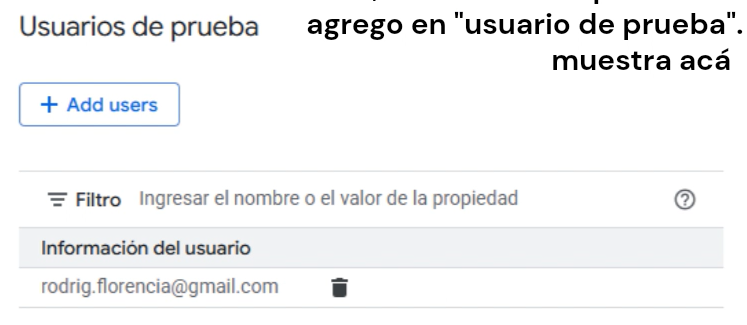 Usuarios de prueba
agrego en "usuario de prueba".
muestra acá
+ Add users
Filtro Ingresar el nombre o el valor de la propiedad
Información del usuario
rodrig.florencia@gmail.com